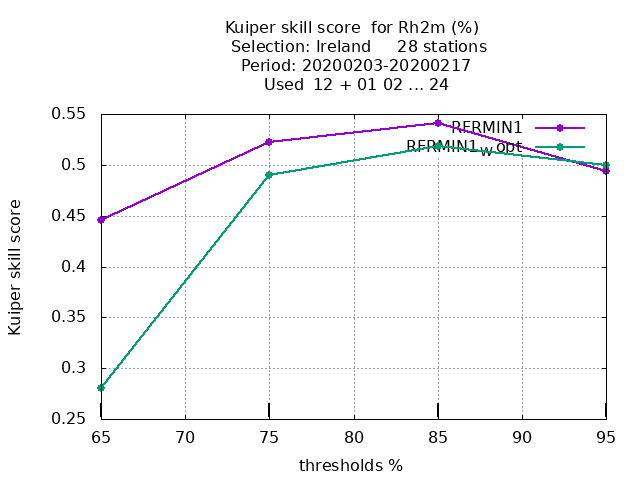 Kuiper skill score  for Rh2m (%)
Selection: Ireland     28 stations
Period: 20200203-20200217
Used  12 + 01 02 ... 24
0.55
0.5
0.45
0.4
0.35
0.3
0.25
Kuiper skill score
RFRMIN1
RFRMIN1wopt
65 70 75 80 85 90 95
thresholds %